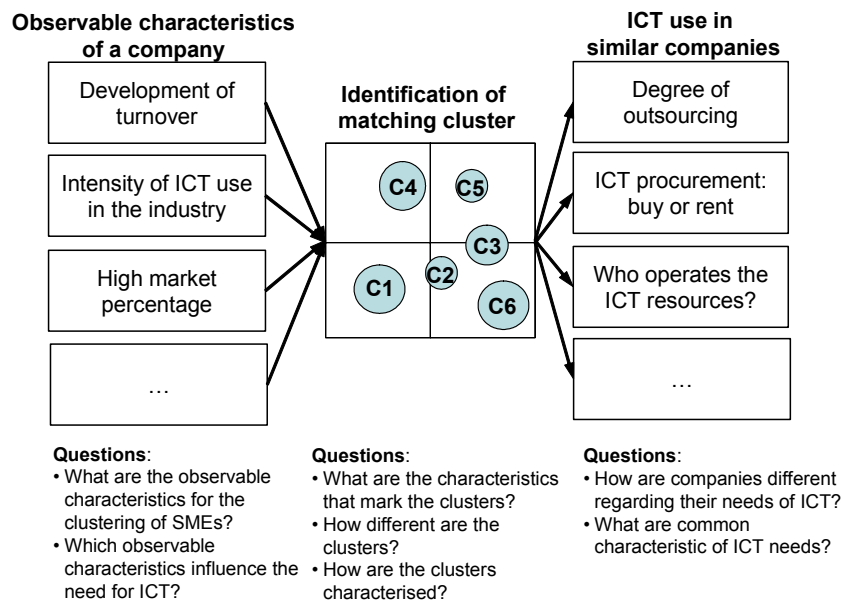 Observable characteristics
of a company
Development of
turnover
Intensity of ICT use
in the industry
High market
percentage
…
Questions:
• What are the observable
characteristics for the
clustering of SMEs?
• Which observable
characteristics influence the
need for ICT?
Identification of
matching cluster
C4
C5
C3
C2
C1
C6
Questions:
• What are the characteristics
that mark the clusters?
• How different are the
clusters?
• How are the clusters
characterised?
ICT use in
similar companies
Degree of
outsourcing
ICT procurement:
buy or rent
Who operates the
ICT resources?
…
Questions:
• How are companies different
regarding their needs of ICT?
• What are common
characteristic of ICT needs?